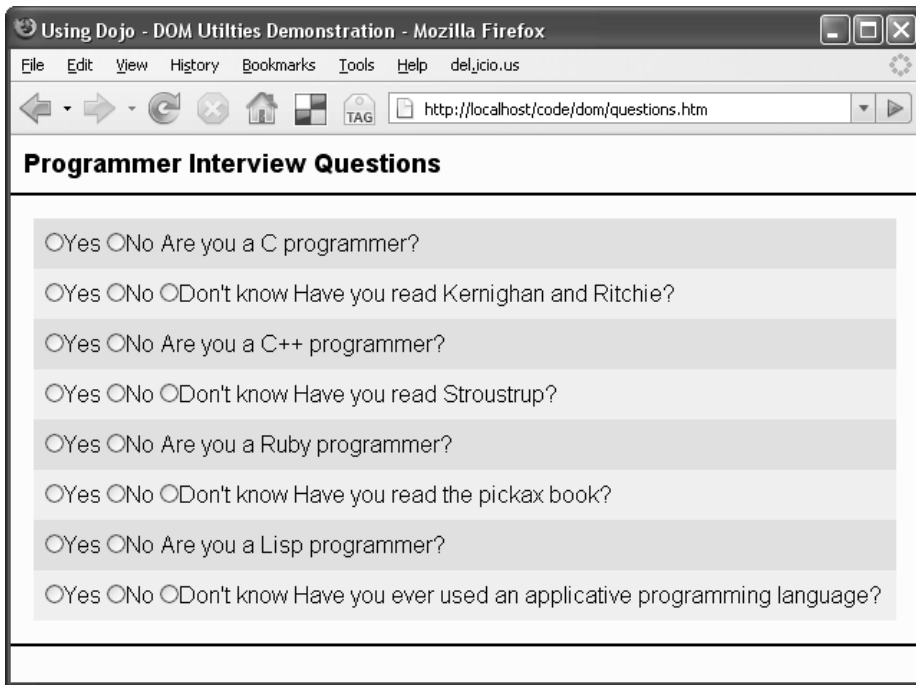 Using Dojo - DOM Utilties Demonstration - Mozilla Firefox
File Edit View History Bookmarks Tools Help del.icio.us
TAG http://localhost/code/dom/questions.htm
Programmer Interview Questions
Yes No Are you a C programmer?
Yes No Don't know Have you read Kernighan and Ritchie?
Yes No Are you a C++ programmer?
Yes No Don't know Have you read Stroustrup?
Yes No Are you a Ruby programmer?
Yes No Don't know Have you read the pickax book?
Yes No Are you a Lisp programmer?
Yes No Don't know Have you ever used an applicative programming language?